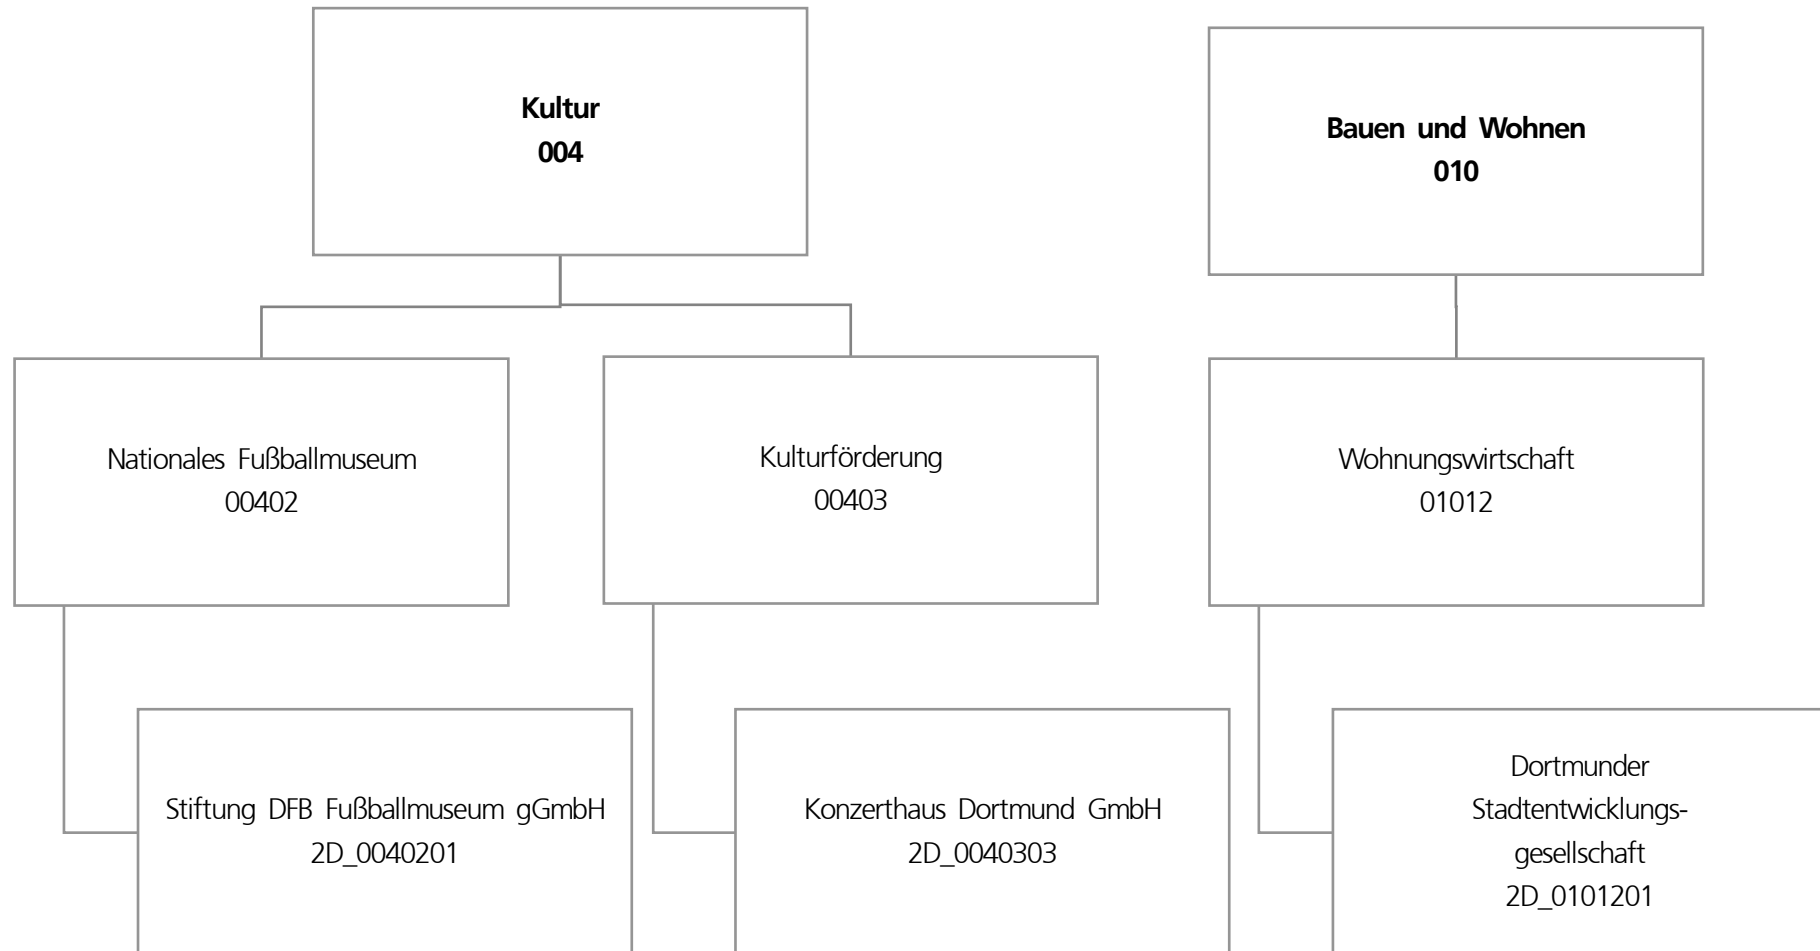 Kultur
004
Bauen und Wohnen
010
Nationales Fußballmuseum
00402
Kulturförderung
00403
Wohnungswirtschaft
01012
Stiftung DFB Fußballmuseum gGmbH
2D_0040201
Konzerthaus Dortmund GmbH
2D_0040303
Dortmunder
Stadtentwicklungs-
gesellschaft
2D_0101201